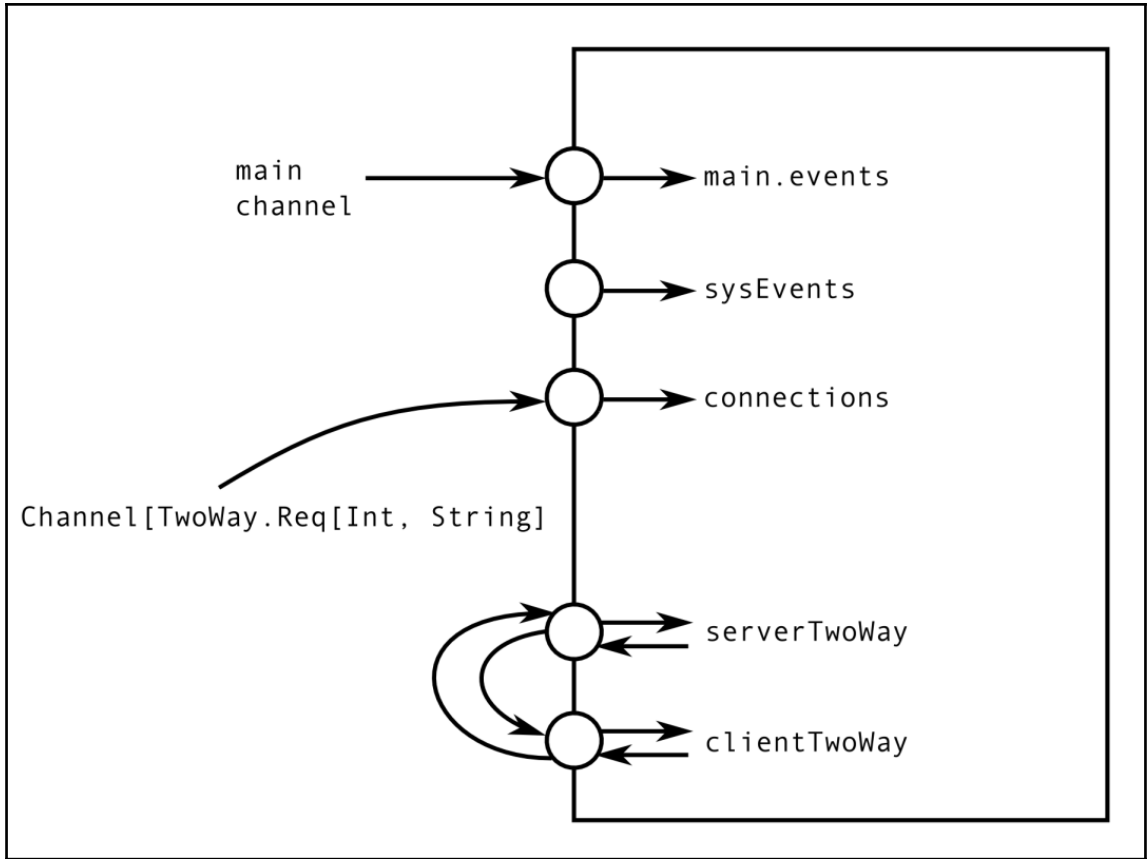 main
channel
main.events
sysEvents
connections
Channel[TwoWay.Req[Int, String]
serverTwoWay
clientTwoWay